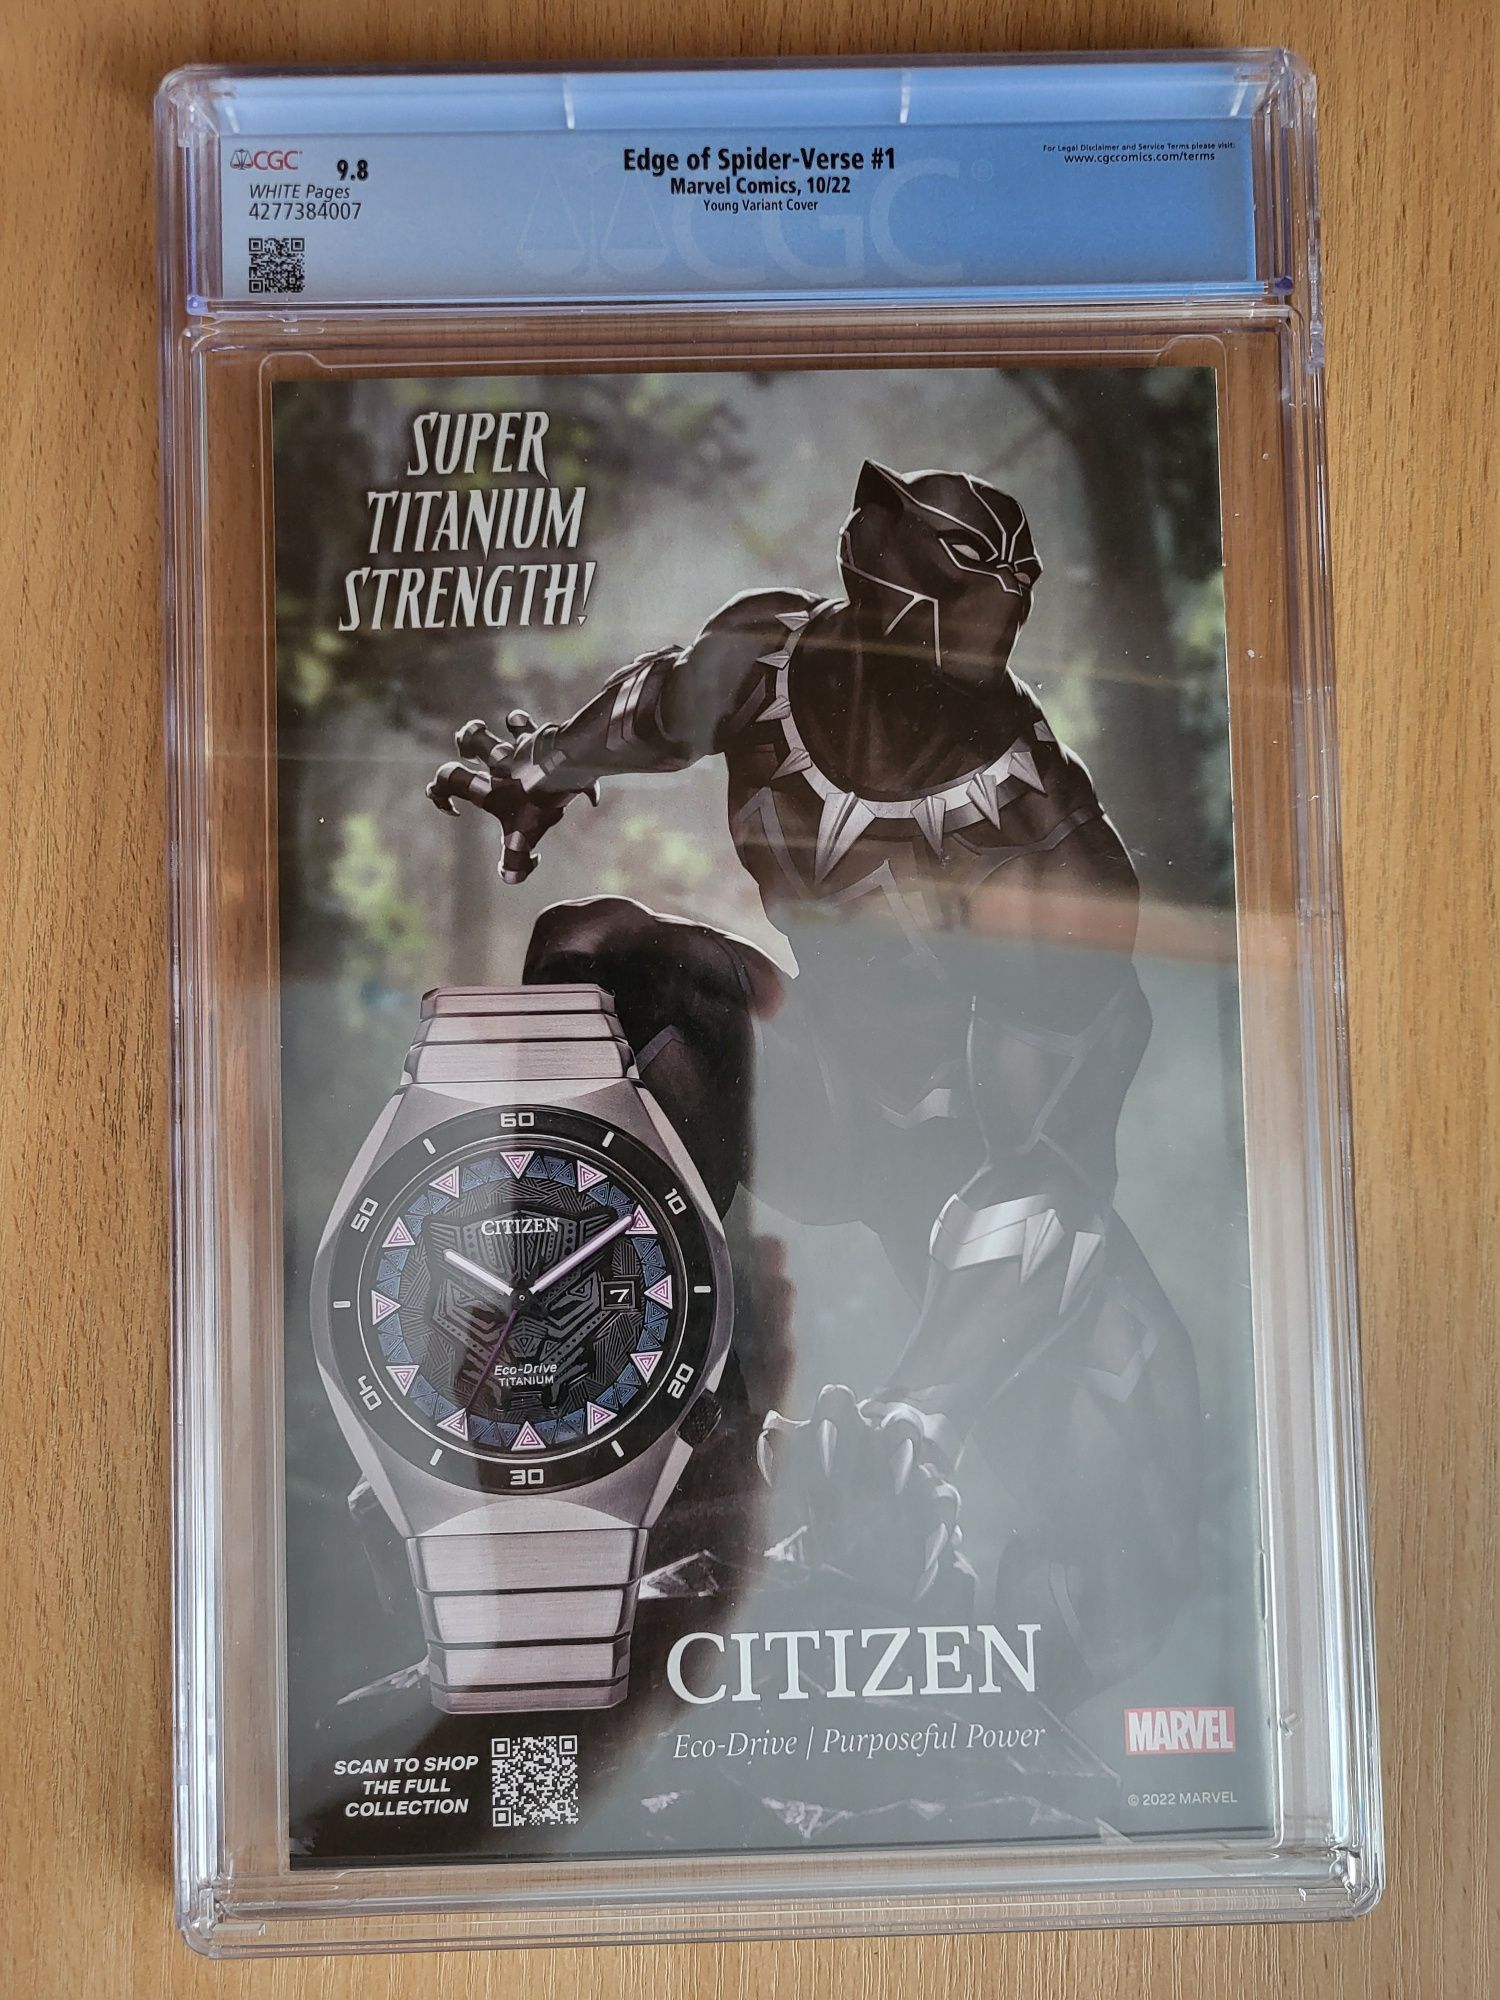 CGC
9.8
WHITE Pages
4277384007
Edge of Spider-Verse #1
Marvel Comics, 10/22
Young Variant Cover
For Legal Disclaimer and Service Terms please visit:
www.cgccomics.com/terms
CGC
SUPER
TITANIUM
STRENGTH!
60
10
20
30
40
50
CITIZEN
7
Eco-Drive
TITANIUM
CITIZEN
Eco-Drive | Purposeful Power
SCAN TO SHOP
THE FULL
COLLECTION
MARVEL
© 2022 MARVEL